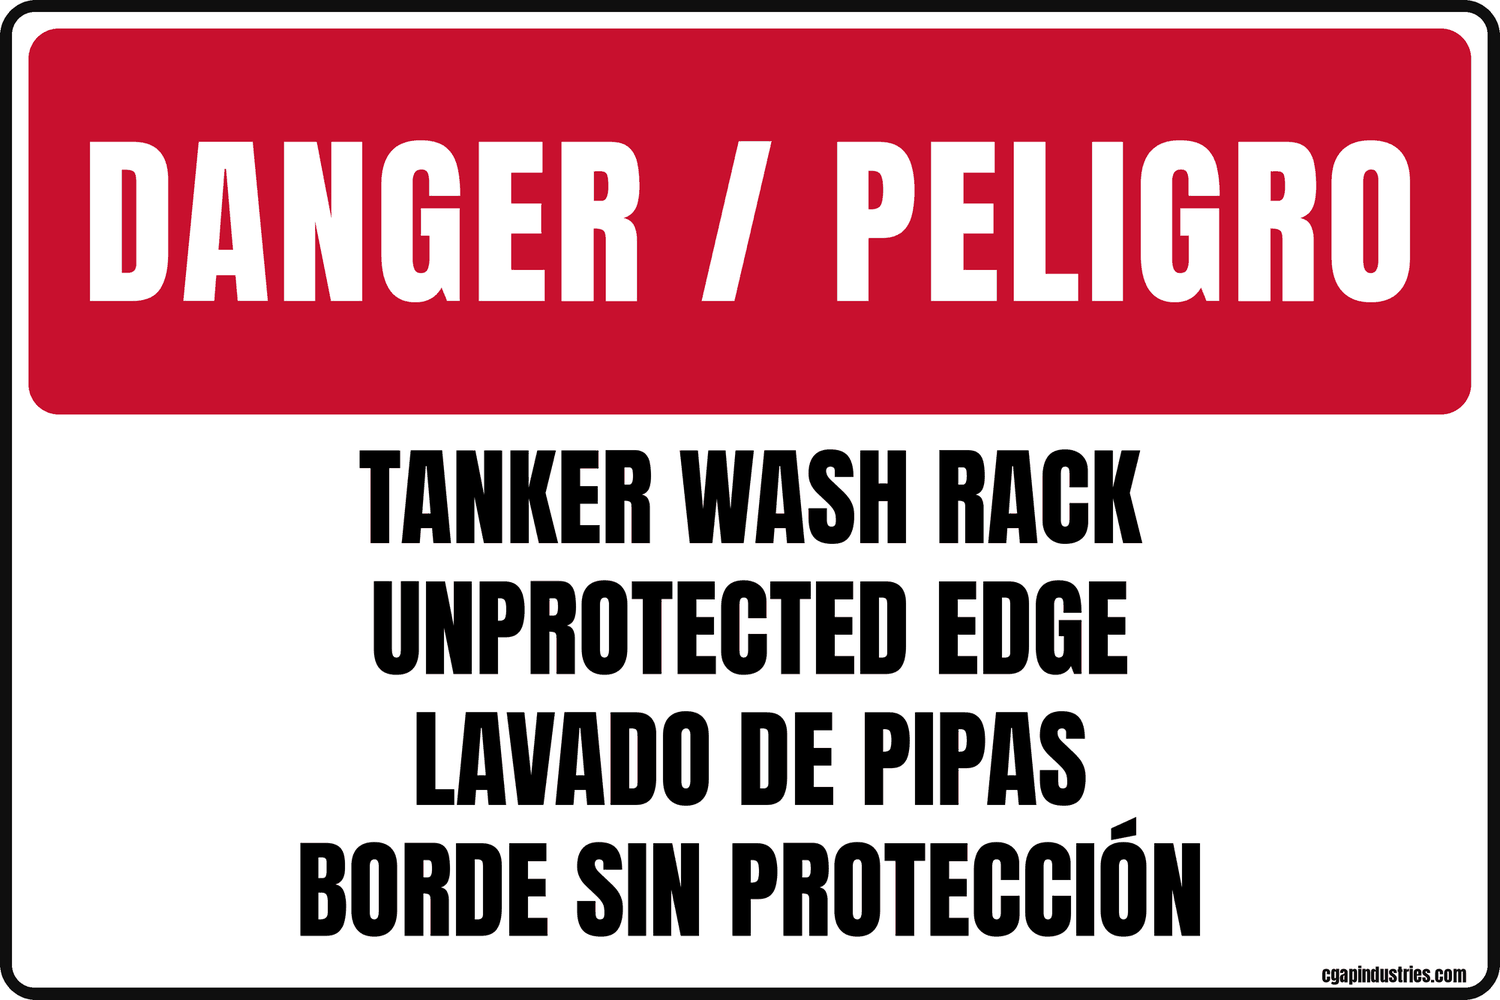 DANGER / PELIGRO
TANKER WASH RACK
UNPROTECTED EDGE
LAVADO DE PIPAS
BORDE SIN PROTECCIÓN
cgapindustries.com